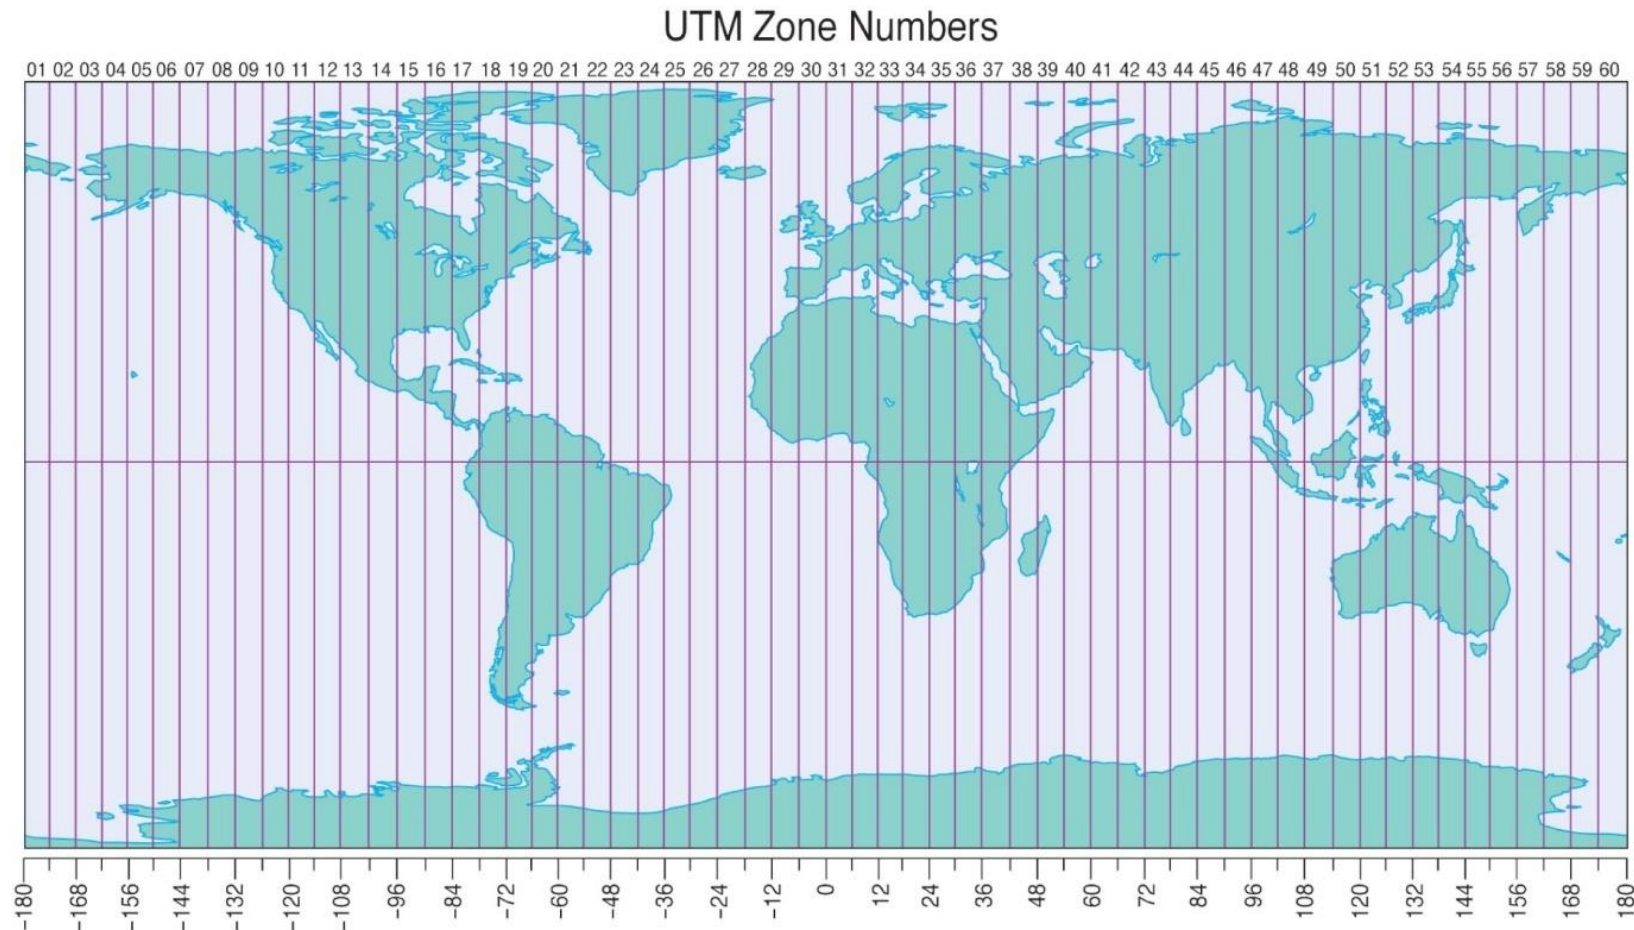 UTM Zone Numbers
01 02 03 04 05 06 07 08 09 10 11 12 13 14 15 16 17 18 19 20 21 22 23 24 25 26 27 28 29 30 31 32 33 34 35 36 37 38 39 40 41 42 43 44 45 46 47 48 49 50 51 52 53 54 55 56 57 58 59 60
−180 −168 −156 −144 −132 −120 −108 −96 −84 −72 −60 −48 −36 −24 −12 0 12 24 36 48 60 72 84 96 108 120 132 144 156 168 180